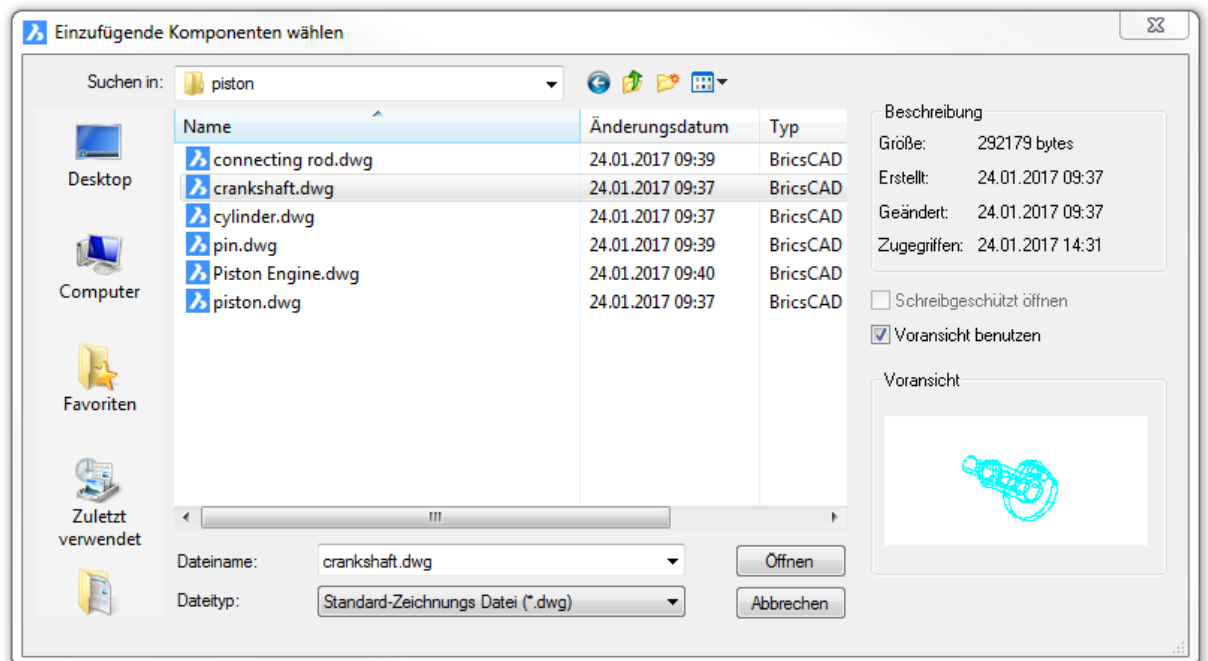 Einzufügende Komponenten wählen
Suchen in: piston
Name Änderungsdatum Typ
connecting rod.dwg 24.01.2017 09:39 BricsCAD
crankshaft.dwg 24.01.2017 09:37 BricsCAD
cylinder.dwg 24.01.2017 09:37 BricsCAD
pin.dwg 24.01.2017 09:39 BricsCAD
Piston Engine.dwg 24.01.2017 09:40 BricsCAD
piston.dwg 24.01.2017 09:37 BricsCAD
Desktop
Computer
Favoriten
Zuletzt
verwendet
Dateiname: crankshaft.dwg Öffnen
Dateityp: Standard-Zeichnungs Datei (*.dwg) Abbrechen
Beschreibung
Größe: 292179 bytes
Erstellt: 24.01.2017 09:37
Geändert: 24.01.2017 09:37
Zugegriffen: 24.01.2017 14:31
Schreibgeschützt öffnen
Voransicht benutzen
Voransicht